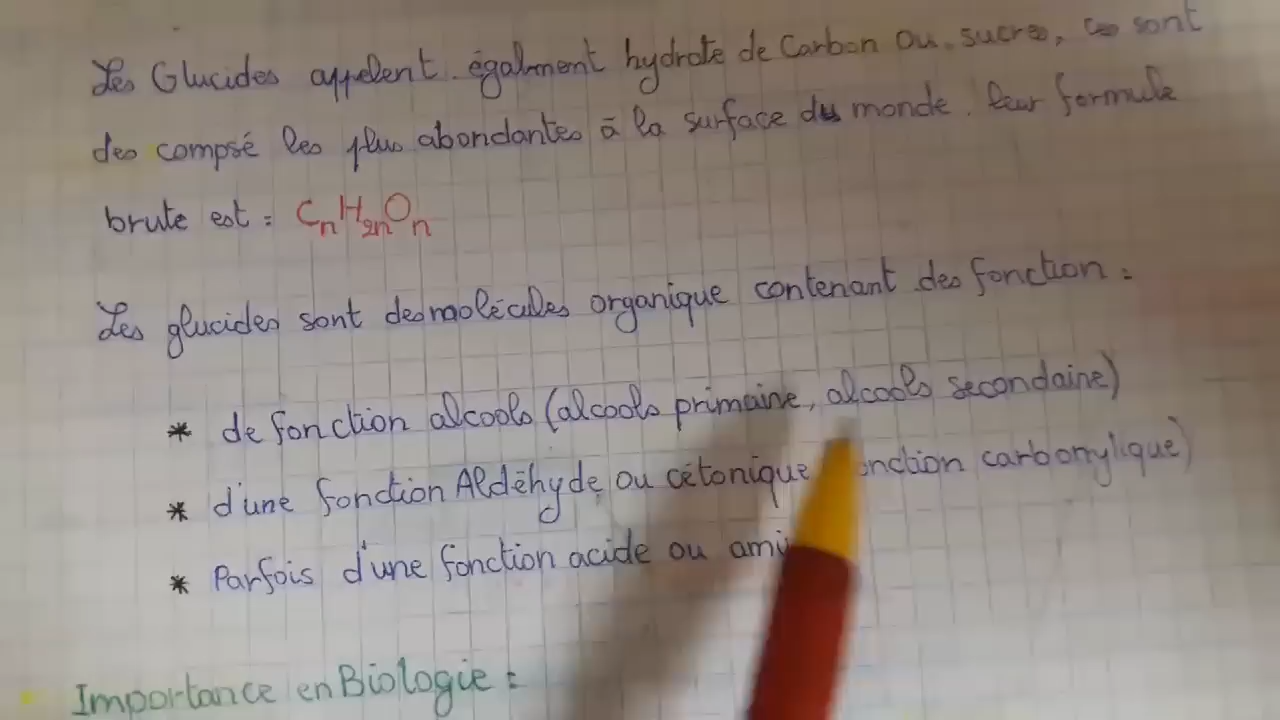 Les Glucides appelent également hydrate de Carbon ou sucres, ces sont
des compsé les plus abondantes à la surface du monde. leur formule
brute est : CnH2nOn
Les glucides sont des molécules organique contenant des fonction :
* de fonction alcools (alcools primaire, alcools secondaire)
* d'une fonction Aldéhyde, ou cétonique onction carbonylique)
* Parfois d'une fonction acide ou ami
Importance en Biologie :